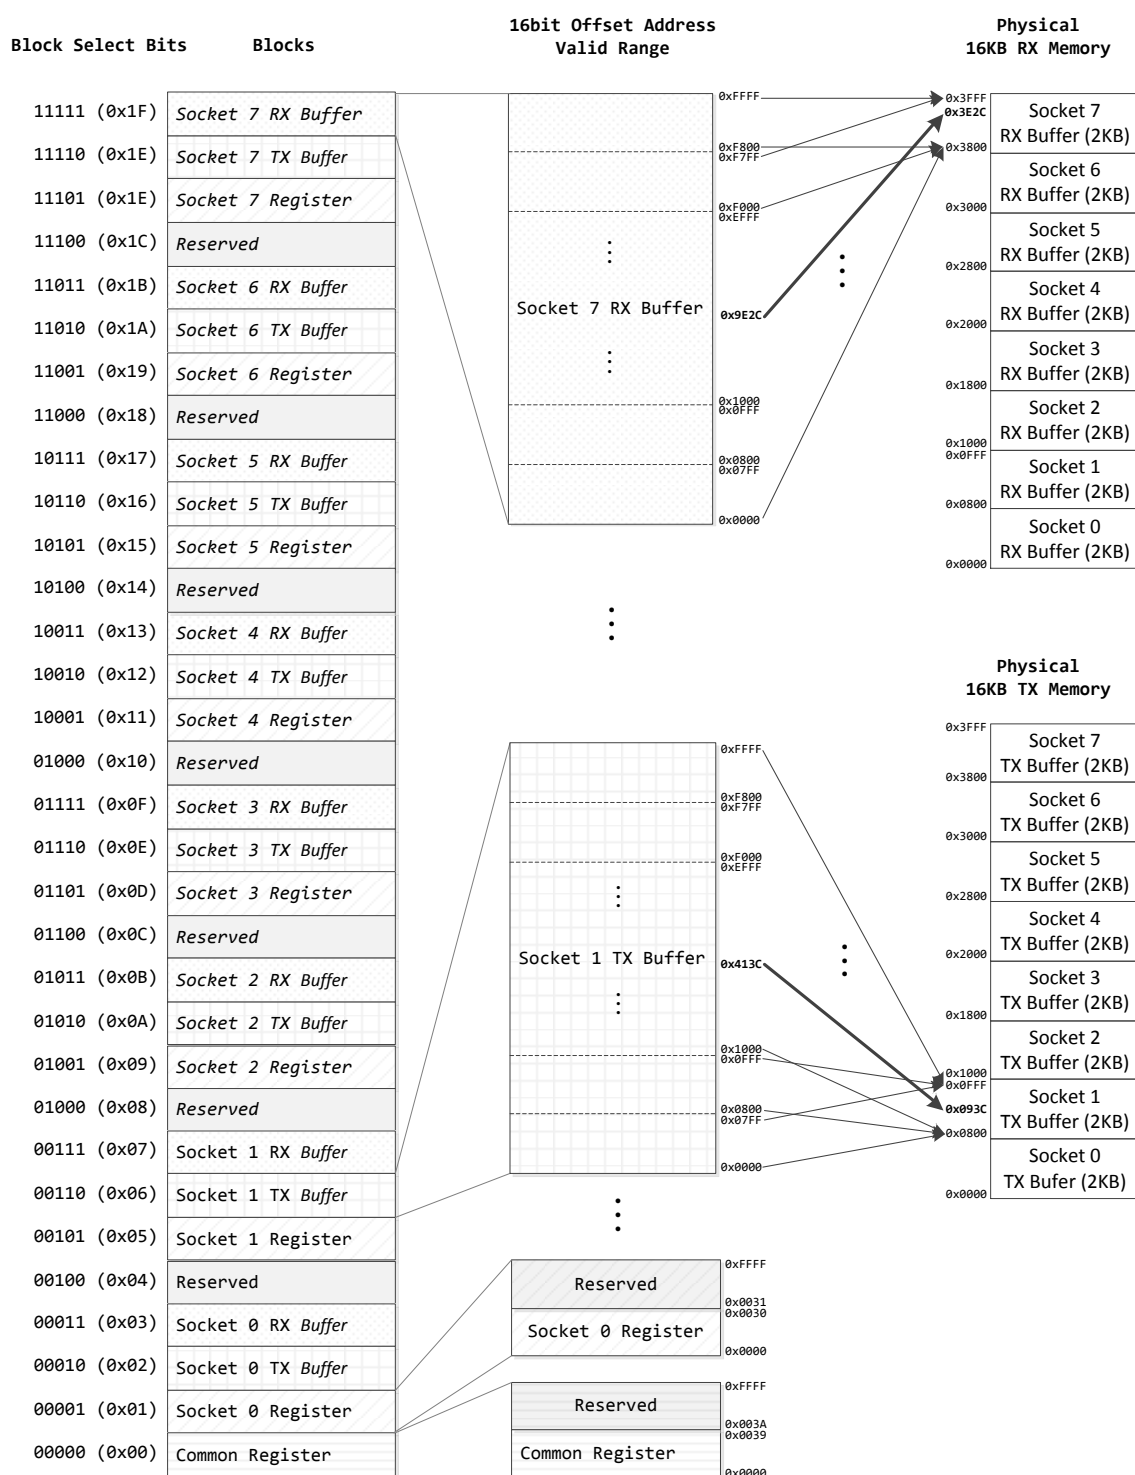 Block Select Bits
Blocks
16bit Offset Address
Valid Range
Physical
16KB RX Memory
11111 (0x1F)
Socket 7 RX Buffer
11110 (0x1E)
Socket 7 TX Buffer
11101 (0x1E)
Socket 7 Register
11100 (0x1C)
Reserved
11011 (0x1B)
Socket 6 RX Buffer
11010 (0x1A)
Socket 6 TX Buffer
11001 (0x19)
Socket 6 Register
11000 (0x18)
Reserved
10111 (0x17)
Socket 5 RX Buffer
10110 (0x16)
Socket 5 TX Buffer
10101 (0x15)
Socket 5 Register
10100 (0x14)
Reserved
10011 (0x13)
Socket 4 RX Buffer
10010 (0x12)
Socket 4 TX Buffer
10001 (0x11)
Socket 4 Register
01000 (0x10)
Reserved
01111 (0x0F)
Socket 3 RX Buffer
01110 (0x0E)
Socket 3 TX Buffer
01101 (0x0D)
Socket 3 Register
01100 (0x0C)
Reserved
01011 (0x0B)
Socket 2 RX Buffer
01010 (0x0A)
Socket 2 TX Buffer
01001 (0x09)
Socket 2 Register
01000 (0x08)
Reserved
00111 (0x07)
Socket 1 RX Buffer
00110 (0x06)
Socket 1 TX Buffer
00101 (0x05)
Socket 1 Register
00100 (0x04)
Reserved
00011 (0x03)
Socket 0 RX Buffer
00010 (0x02)
Socket 0 TX Buffer
00001 (0x01)
Socket 0 Register
00000 (0x00)
Common Register
0xFFFF
0xF800
0xF7FF
0xF000
0xEFFF
Socket 7 RX Buffer
0x9E2C
0x1000
0x0FFF
0x0800
0x07FF
0x0000
0x3FFF
0x3E2C
Socket 7
RX Buffer (2KB)
0x3800
Socket 6
RX Buffer (2KB)
0x3000
Socket 5
RX Buffer (2KB)
0x2800
Socket 4
RX Buffer (2KB)
0x2000
Socket 3
RX Buffer (2KB)
0x1800
Socket 2
RX Buffer (2KB)
0x1000
0x0FFF
Socket 1
RX Buffer (2KB)
0x0800
Socket 0
RX Buffer (2KB)
0x0000
Physical
16KB TX Memory
0xFFFF
0xF800
0xF7FF
0xF000
0xEFFF
Socket 1 TX Buffer
0x413C
0x1000
0x0FFF
0x0800
0x07FF
0x0000
0x3FFF
Socket 7
TX Buffer (2KB)
0x3800
Socket 6
TX Buffer (2KB)
0x3000
Socket 5
TX Buffer (2KB)
0x2800
Socket 4
TX Buffer (2KB)
0x2000
Socket 3
TX Buffer (2KB)
0x1800
Socket 2
TX Buffer (2KB)
0x1000
0x0FFF
Socket 1
TX Buffer (2KB)
0x093C
0x0800
Socket 0
TX Bufer (2KB)
0x0000
0xFFFF
Reserved
0x0031
0x0030
Socket 0 Register
0x0000
0xFFFF
Reserved
0x003A
0x0039
Common Register
0x0000